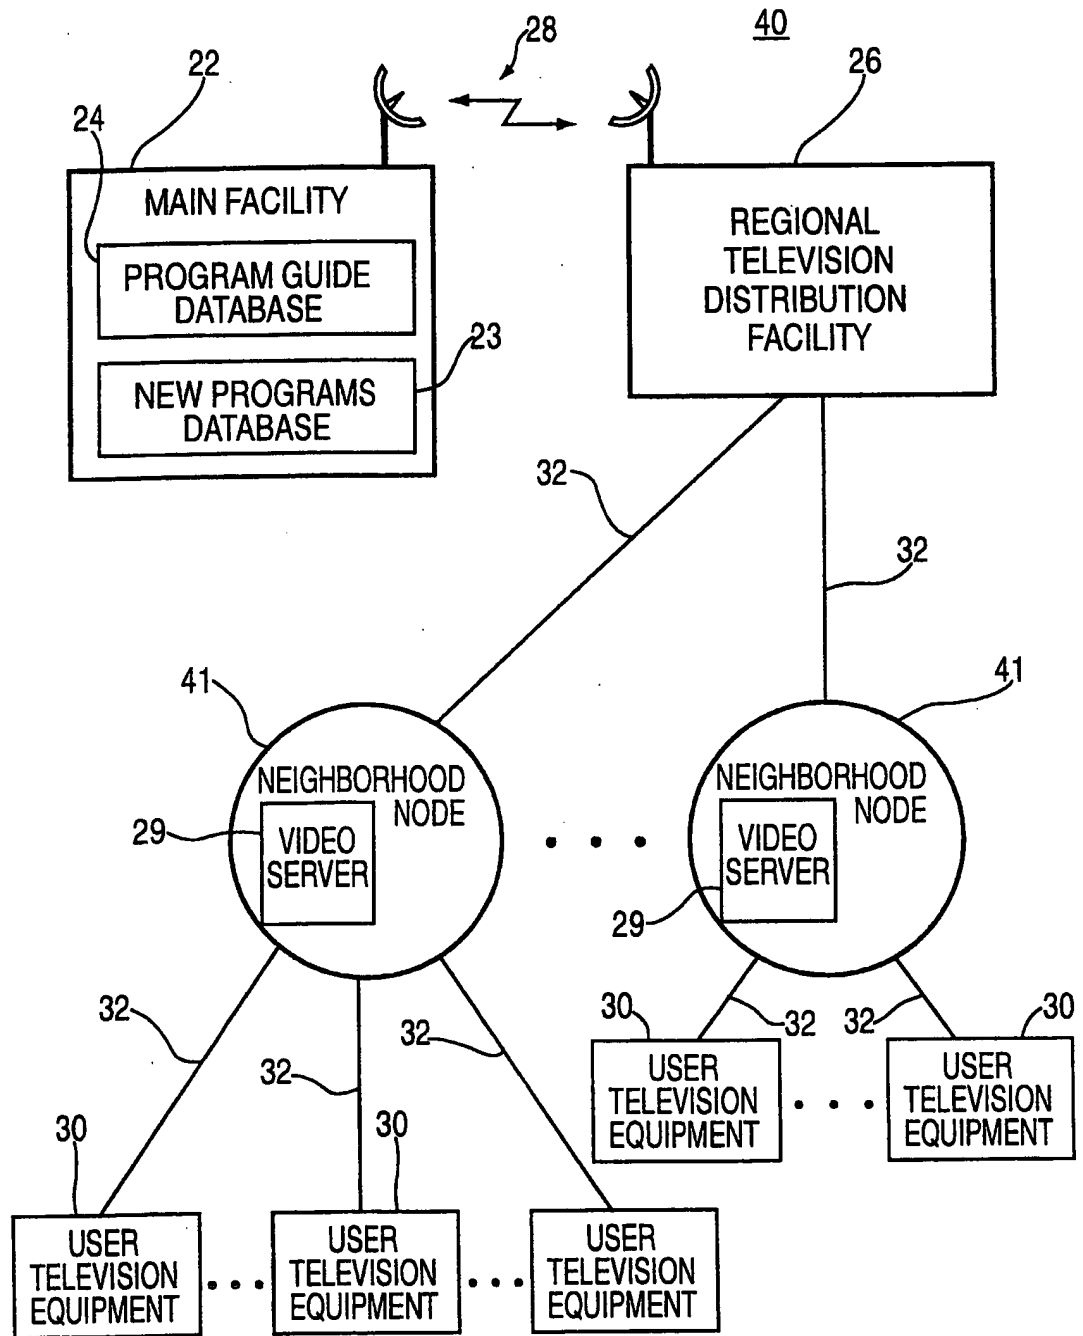 40
28
22
26
24
MAIN FACILITY
PROGRAM GUIDE
DATABASE
23
NEW PROGRAMS
DATABASE
REGIONAL
TELEVISION
DISTRIBUTION
FACILITY
32
32
41
NEIGHBORHOOD
NODE
29
VIDEO
SERVER
41
NEIGHBORHOOD
NODE
VIDEO
SERVER
29
32
32
32
30
32
32
30
USER
TELEVISION
EQUIPMENT
USER
TELEVISION
EQUIPMENT
30
30
USER
TELEVISION
EQUIPMENT
USER
TELEVISION
EQUIPMENT
USER
TELEVISION
EQUIPMENT